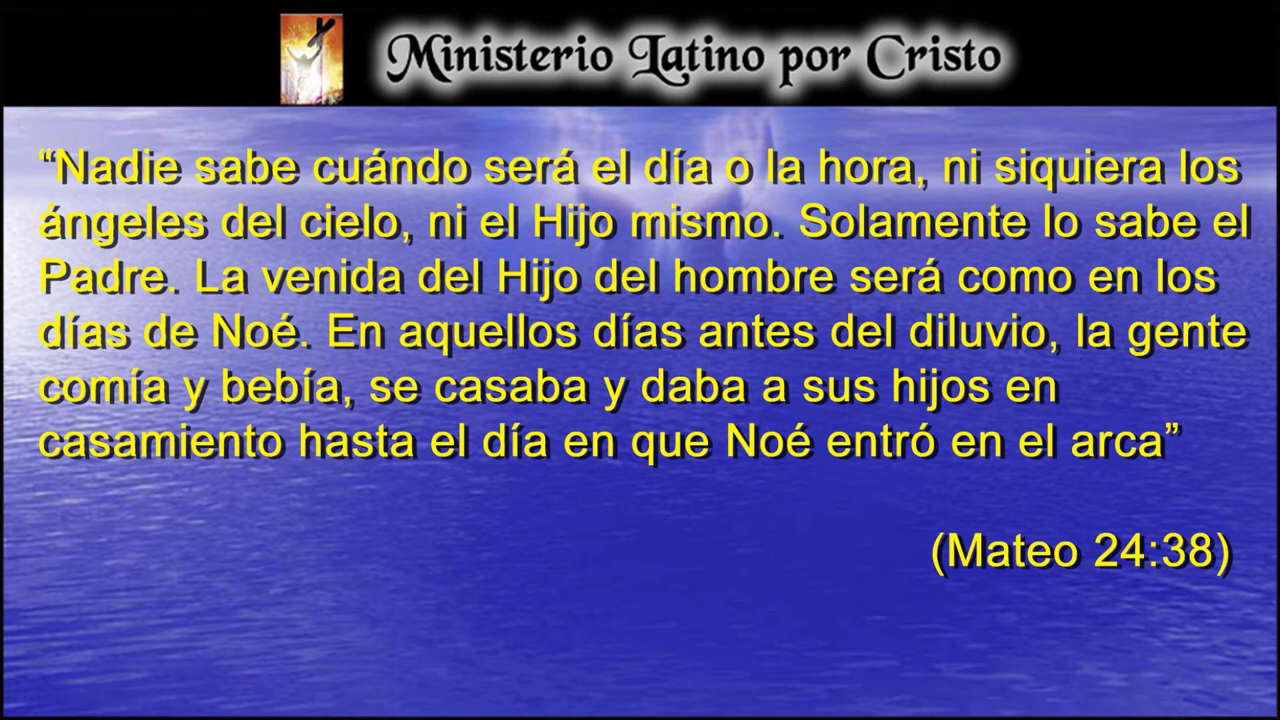 Ministerio Latino por Cristo
“Nadie sabe cuándo será el día o la hora, ni siquiera los
ángeles del cielo, ni el Hijo mismo. Solamente lo sabe el
Padre. La venida del Hijo del hombre será como en los
días de Noé. En aquellos días antes del diluvio, la gente
comía y bebía, se casaba y daba a sus hijos en
casamiento hasta el día en que Noé entró en el arca”
(Mateo 24:38)